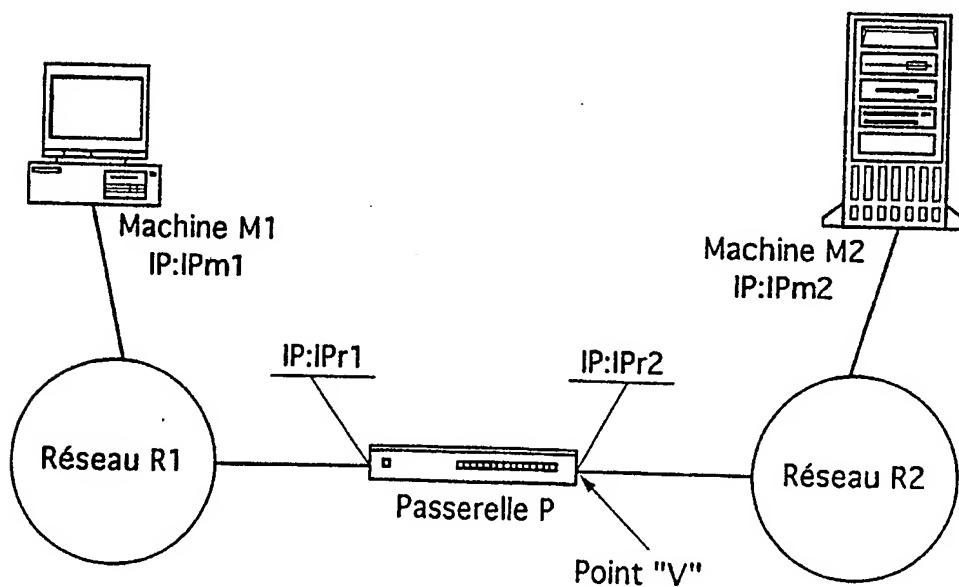 Machine M1
IP:IPm1
Machine M2
IP:IPm2
IP:IPr1
IP:IPr2
Réseau R1
Passerelle P
Réseau R2
Point "V"